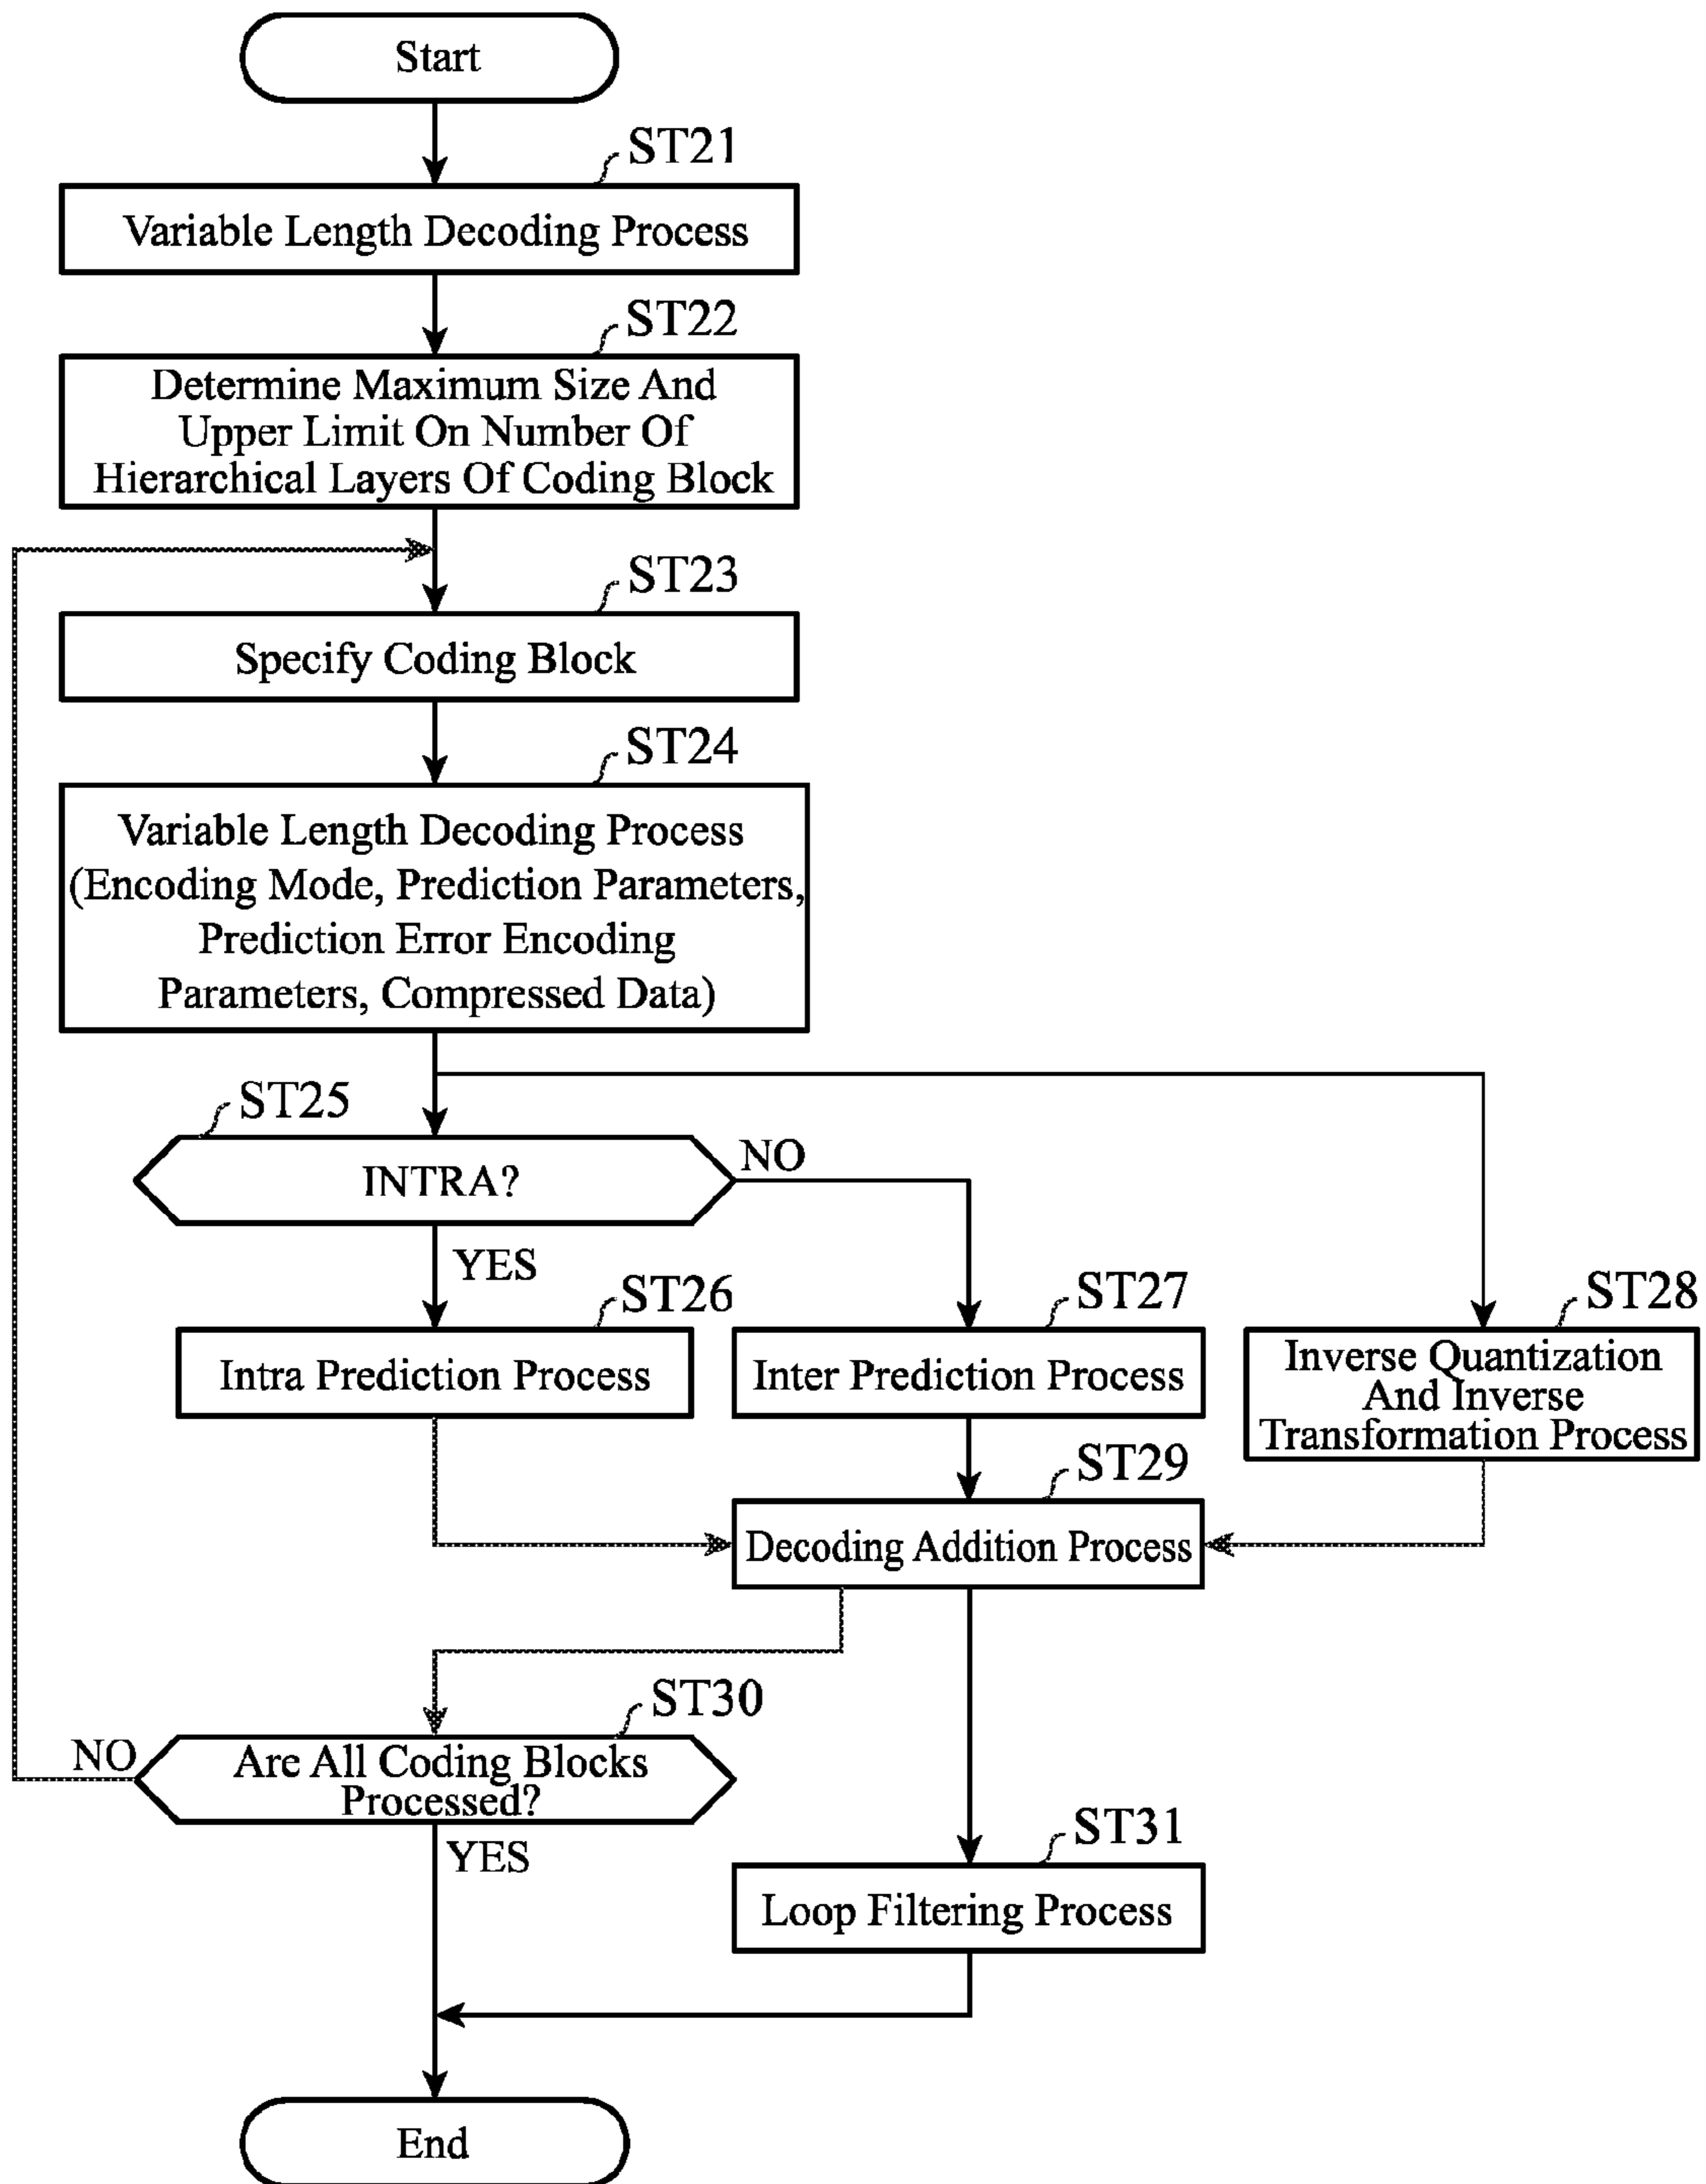 Start
ST21
Variable Length Decoding Process
ST22
Determine Maximum Size And
Upper Limit On Number Of
Hierarchical Layers Of Coding Block
ST23
Specify Coding Block
ST24
Variable Length Decoding Process
(Encoding Mode, Prediction Parameters,
Prediction Error Encoding
Parameters, Compressed Data)
ST25
INTRA?
NO
YES
ST26
Intra Prediction Process
ST27
Inter Prediction Process
ST28
Inverse Quantization
And Inverse
Transformation Process
ST29
Decoding Addition Process
ST30
Are All Coding Blocks
Processed?
NO
YES
ST31
Loop Filtering Process
End